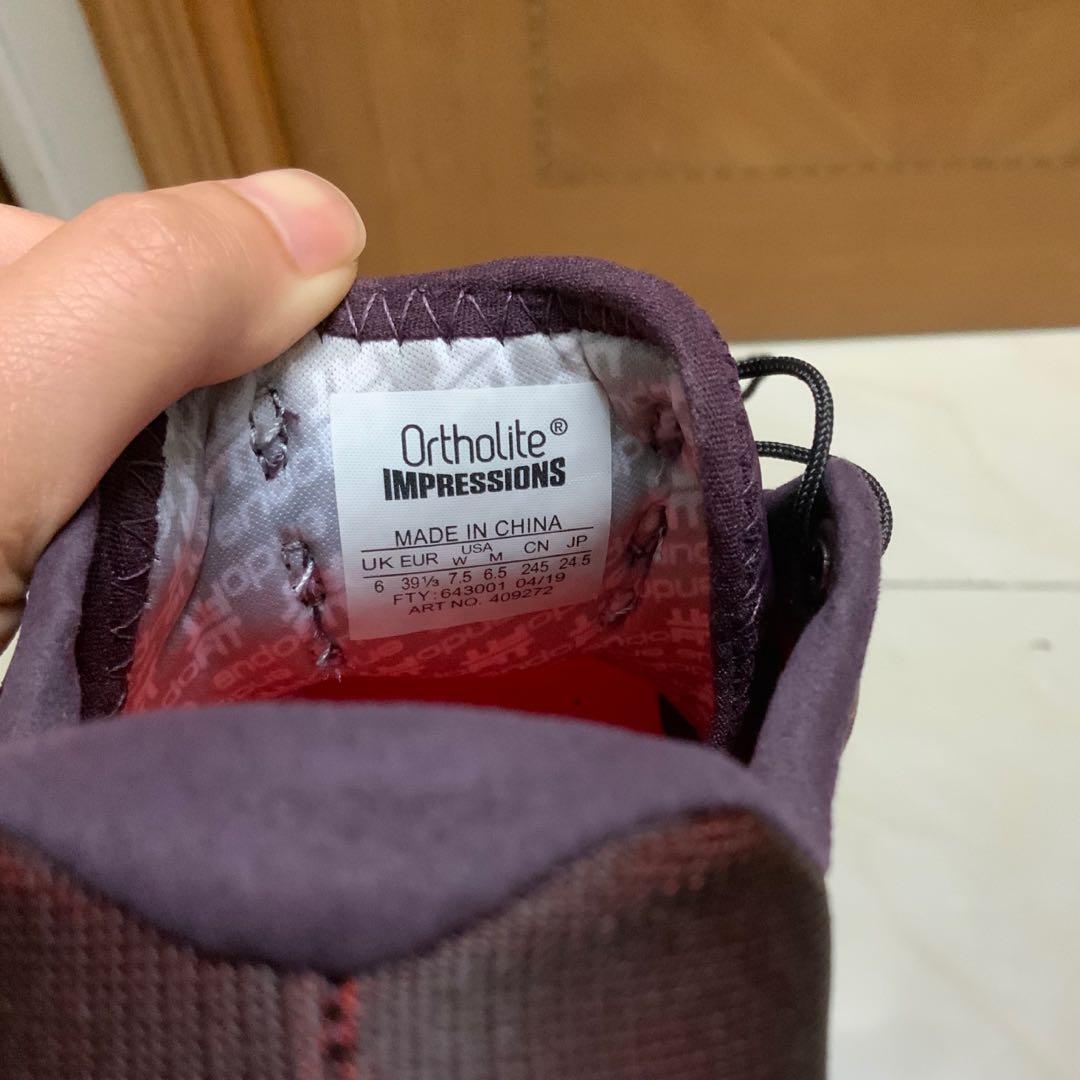 Ortholite®
IMPRESSIONS
MADE IN CHINA
UK EUR USA W M CN JP
6 39⅓ 7.5 6.5 245 24.5
FTY: 643001 04/19
ART NO. 409272